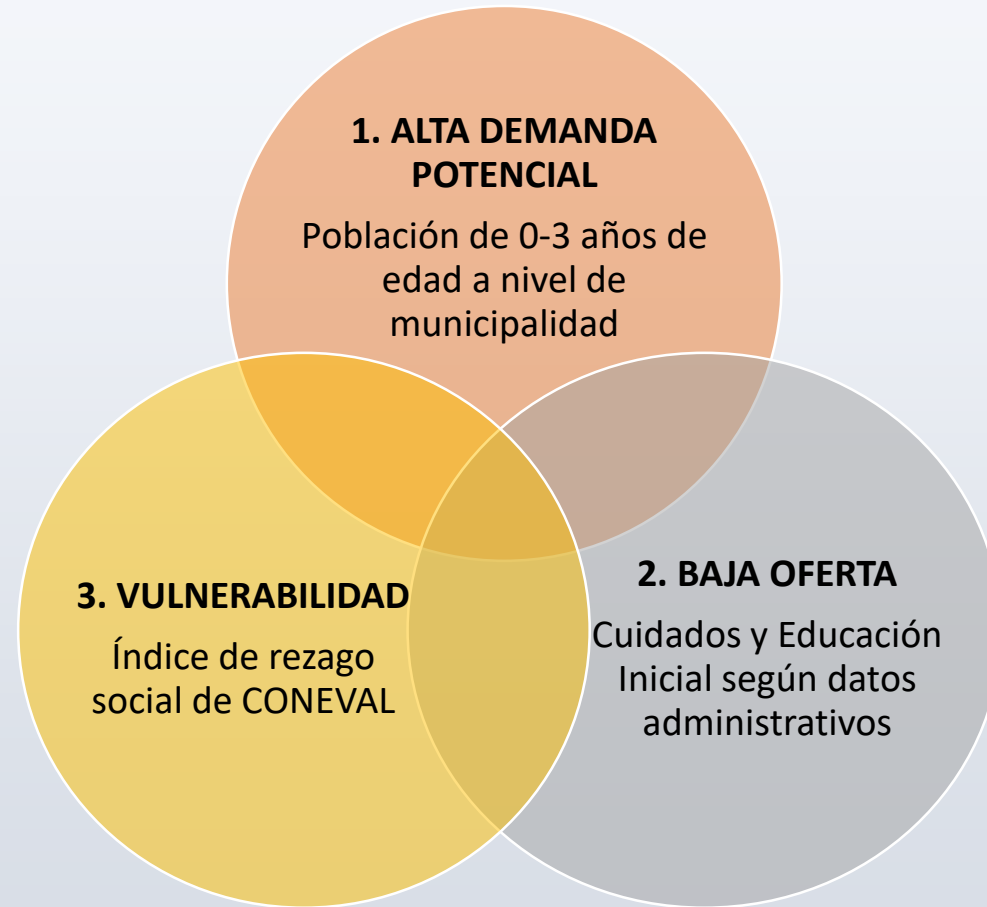 1. ALTA DEMANDA
POTENCIAL
Población de 0-3 años de
edad a nivel de
municipalidad
3. VULNERABILIDAD
Índice de rezago
social de CONEVAL
2. BAJA OFERTA
Cuidados y Educación
Inicial según datos
administrativos